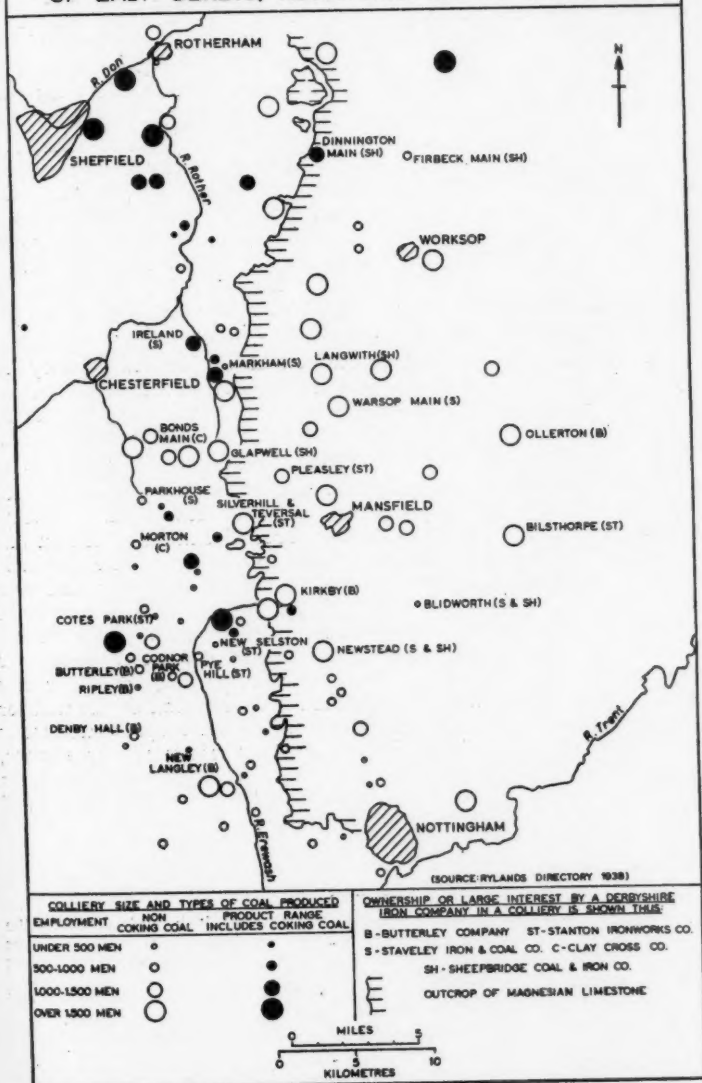 ROTHERHAM
R. Don
N
SHEFFIELD
R. Rother
DINNINGTON
MAIN (SH)
FIRBECK MAIN (SH)
WORKSOP
IRELAND
(S)
MARKHAM (S)
LANGWITH (SH)
CHESTERFIELD
WARSOP MAIN (S)
BONDS
MAIN (C)
OLLERTON (B)
GLAPWELL (SH)
PLEASLEY (ST)
PARKHOUSE
(S)
SILVERHILL &
TEVERSAL
(ST)
MANSFIELD
MORTON
(C)
BILSTHORPE (ST)
KIRKBY (B)
BLIDWORTH (S & SH)
COTES PARK (ST)
NEW SELSTON
(ST)
NEWSTEAD (S & SH)
CODNOR
PARK
(B)
PYE
HILL (ST)
BUTTERLEY (B)
RIPLEY (B)
R. Trent
DENBY HALL (B)
NEW
LANGLEY (B)
R. Erewash
NOTTINGHAM
(SOURCE: RYLANDS DIRECTORY 1938)
COLLIERY SIZE AND TYPES OF COAL PRODUCED
EMPLOYMENT NON COKING COAL PRODUCT RANGE INCLUDES COKING COAL
UNDER 500 MEN
500-1,000 MEN
1,000-1,500 MEN
OVER 1,500 MEN
OWNERSHIP OR LARGE INTEREST BY A DERBYSHIRE
IRON COMPANY IN A COLLIERY IS SHOWN THUS:
B - BUTTERLEY COMPANY ST - STANTON IRONWORKS CO.
S - STAVELEY IRON & COAL CO. C - CLAY CROSS CO.
SH - SHEEPBRIDGE COAL & IRON CO.
OUTCROP OF MAGNESIAN LIMESTONE
MILES
0 5
0 5 10
KILOMETRES